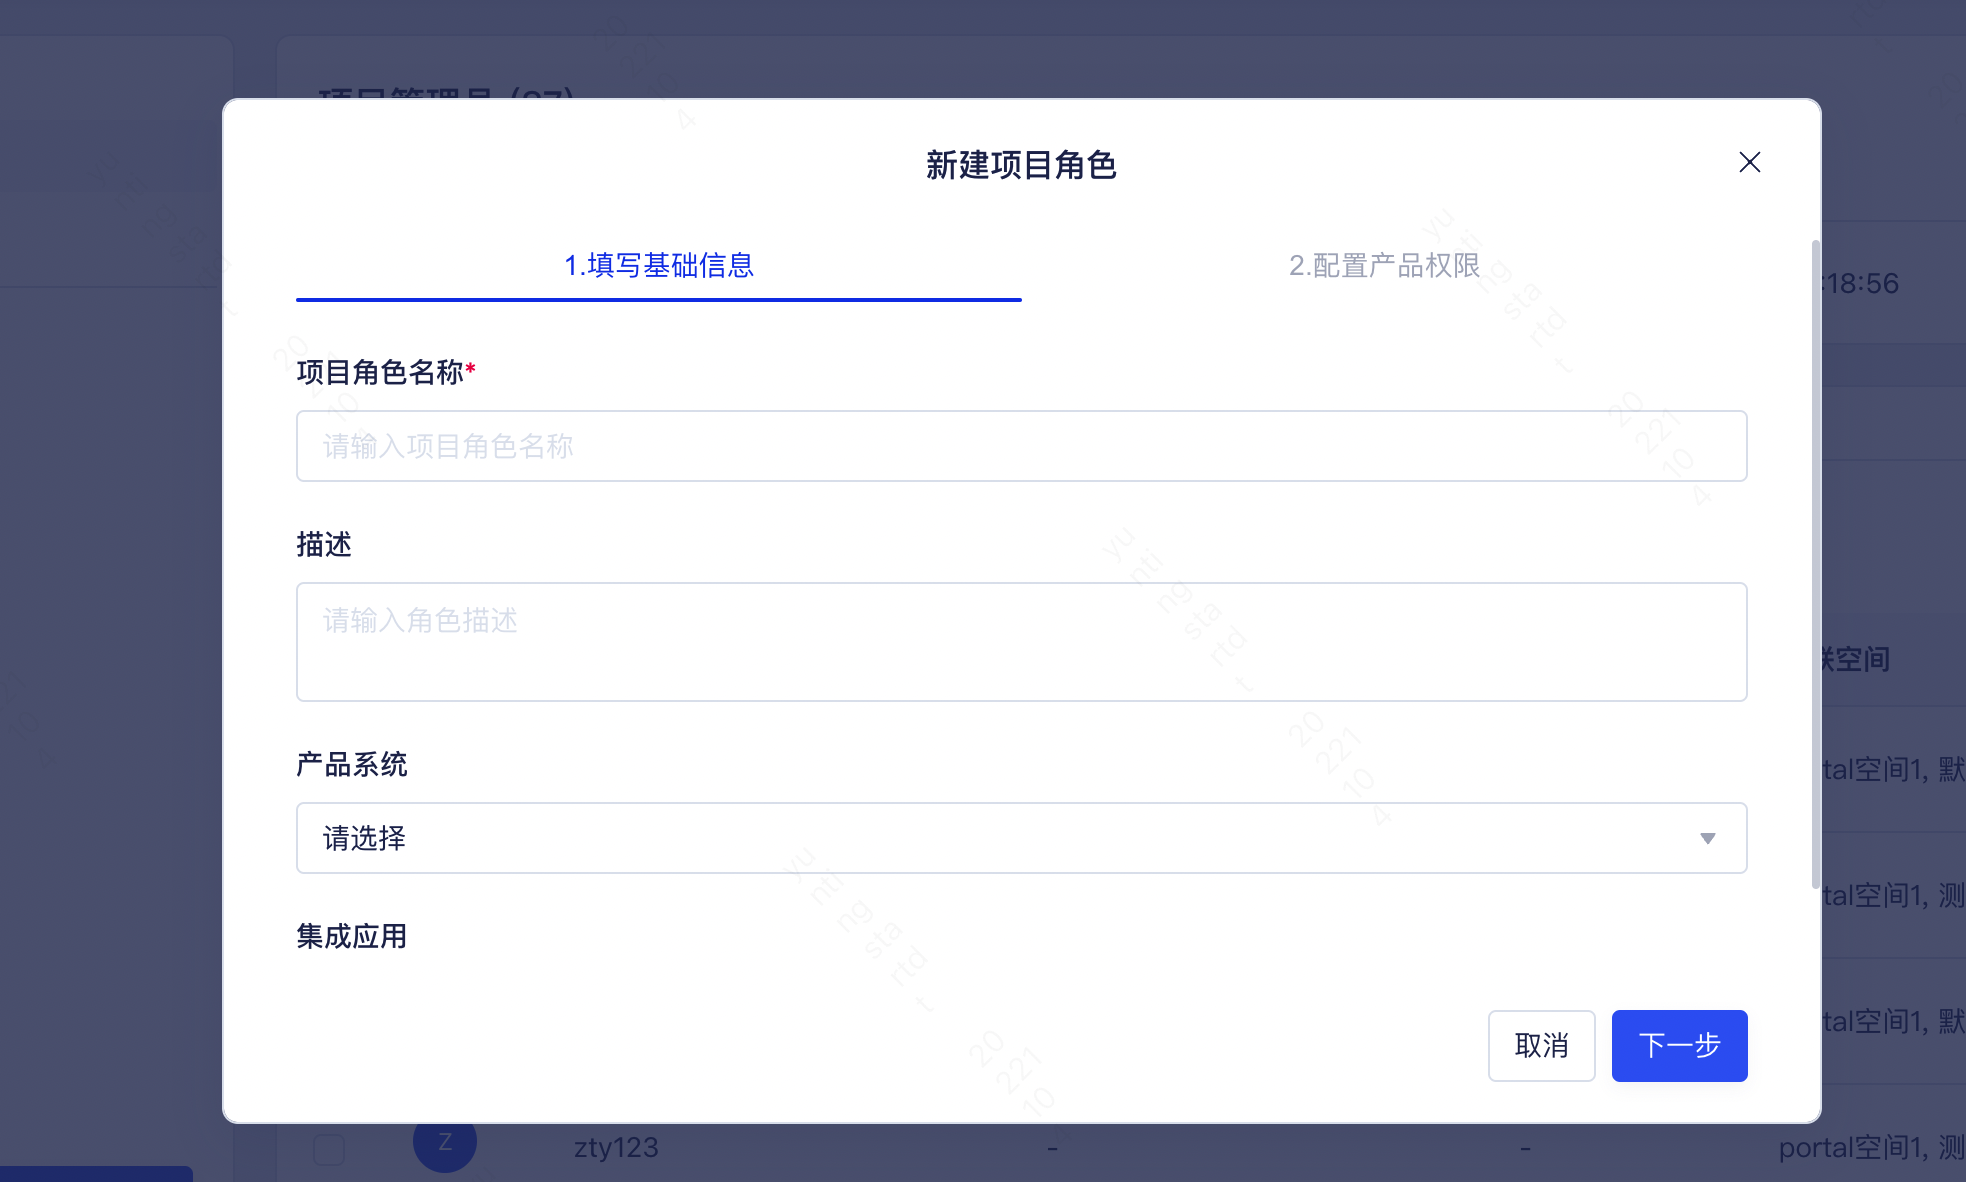 新建项目角色
1.填写基础信息
2.配置产品权限
:18:56
项目角色名称*
请输入项目角色名称
描述
请输入角色描述
空间
产品系统
tal空间1, 默
请选择
tal空间1, 测
集成应用
tal空间1, 默
取消
下一步
Z
zty123
-
-
portal空间1, 测